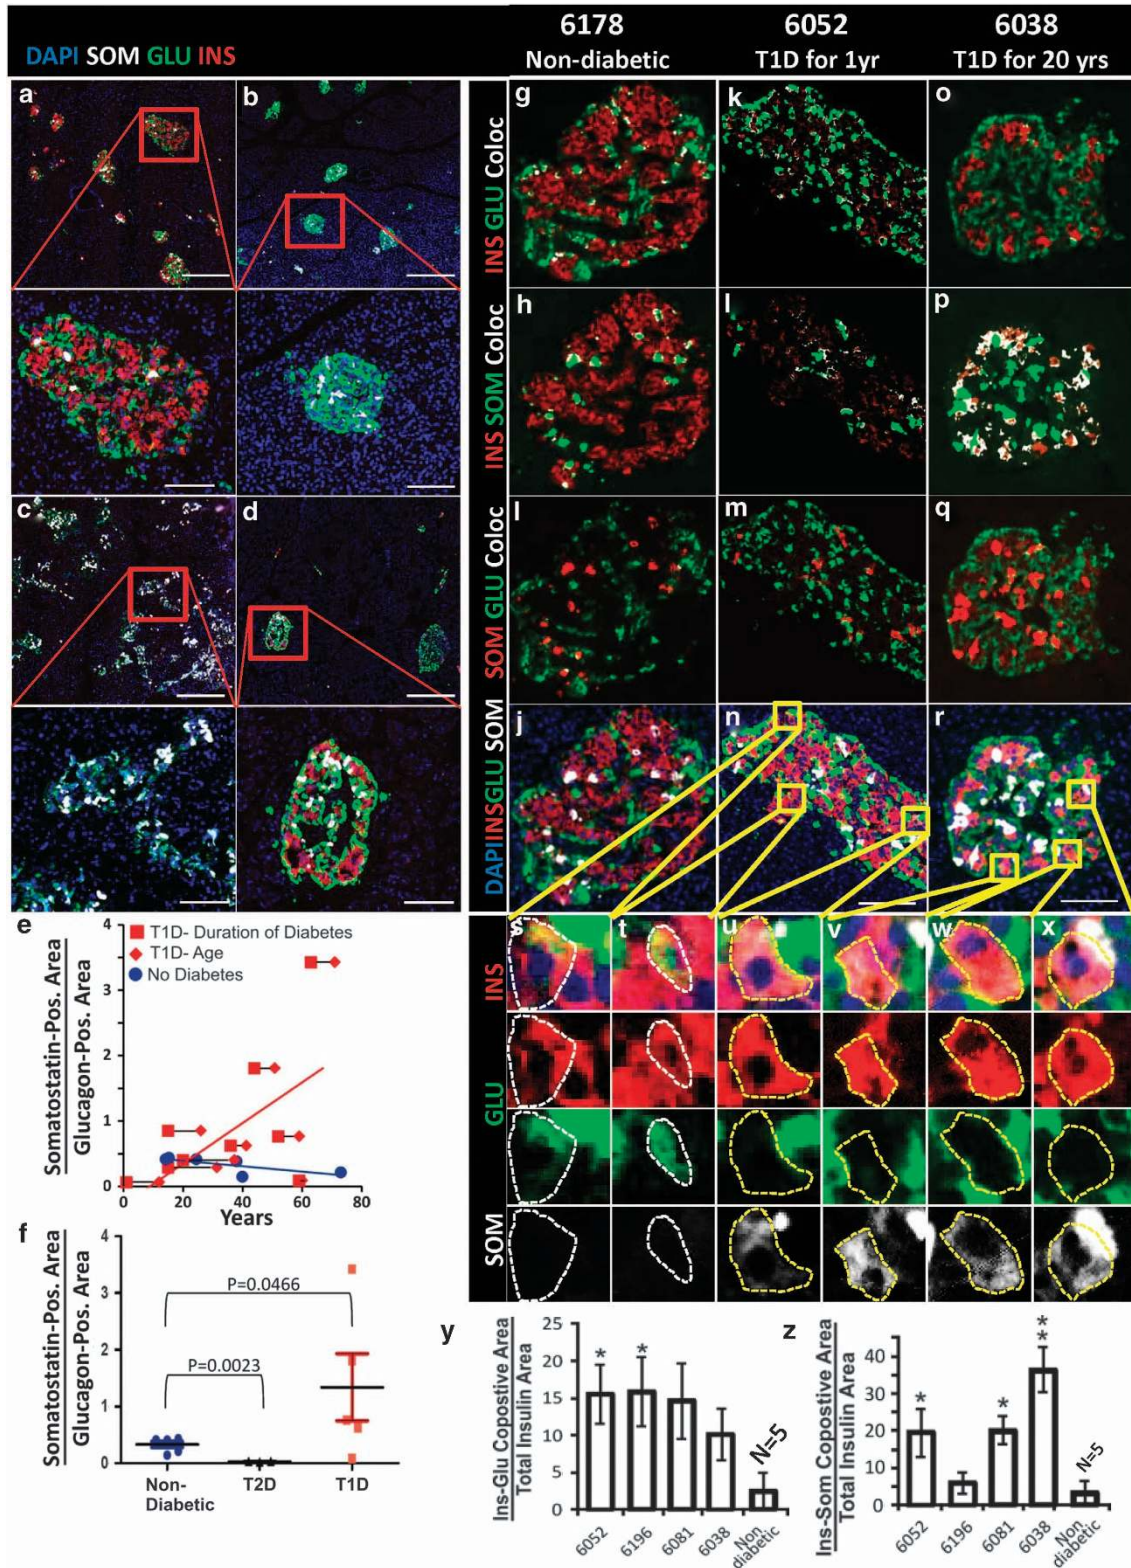 DAPI SOM GLU INS
6178
Non-diabetic
6052
T1D for 1yr
6038
T1D for 20 yrs
a
b
c
d
INS GLU Coloc
g
k
o
INS SOM Coloc
h
l
p
SOM GLU Coloc
I
m
q
DAPI INS GLU SOM
j
n
r
e
Somatostatin-Pos. Area
Glucagon-Pos. Area
T1D- Duration of Diabetes
T1D- Age
No Diabetes
4
3
2
1
0
0 20 40 60 80
Years
f
Somatostatin-Pos. Area
Glucagon-Pos. Area
4
3
2
1
0
P=0.0466
P=0.0023
Non-
Diabetic
T2D
T1D
s t u v w x
INS
GLU
SOM
y
Ins-Glu Copostive Area
Total Insulin Area
25
20
15
10
5
0
* *
N=5
6052 6196 6081 6038 Non
diabetic
z
Ins-Som Copostive Area
Total Insulin Area
40
30
20
10
0
* * **
N=5
6052 6196 6081 6038 Non
diabetic